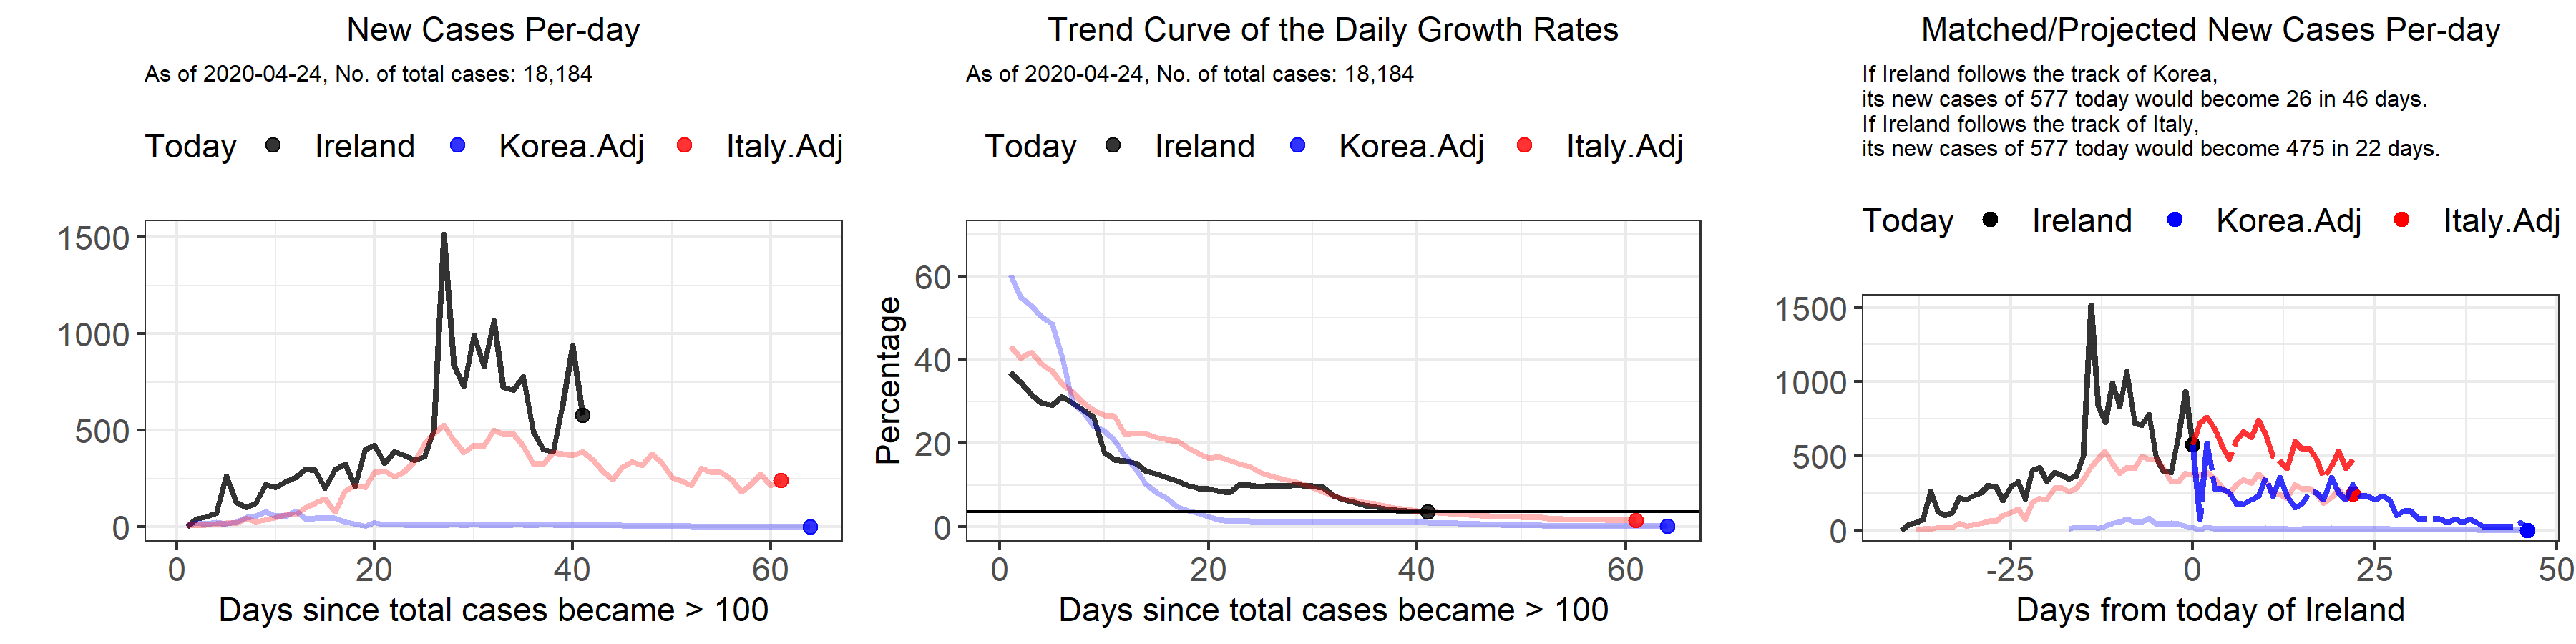 New Cases Per-day
As of 2020-04-24, No. of total cases: 18,184
Today Ireland Korea.Adj Italy.Adj
1500
1000
500
0
0 20 40 60
Days since total cases became > 100
Trend Curve of the Daily Growth Rates
As of 2020-04-24, No. of total cases: 18,184
Today Ireland Korea.Adj Italy.Adj
Percentage
60
40
20
0
0 20 40 60
Days since total cases became > 100
Matched/Projected New Cases Per-day
If Ireland follows the track of Korea,
its new cases of 577 today would become 26 in 46 days.
If Ireland follows the track of Italy,
its new cases of 577 today would become 475 in 22 days.
Today Ireland Korea.Adj Italy.Adj
1500
1000
500
0
-25 0 25 50
Days from today of Ireland